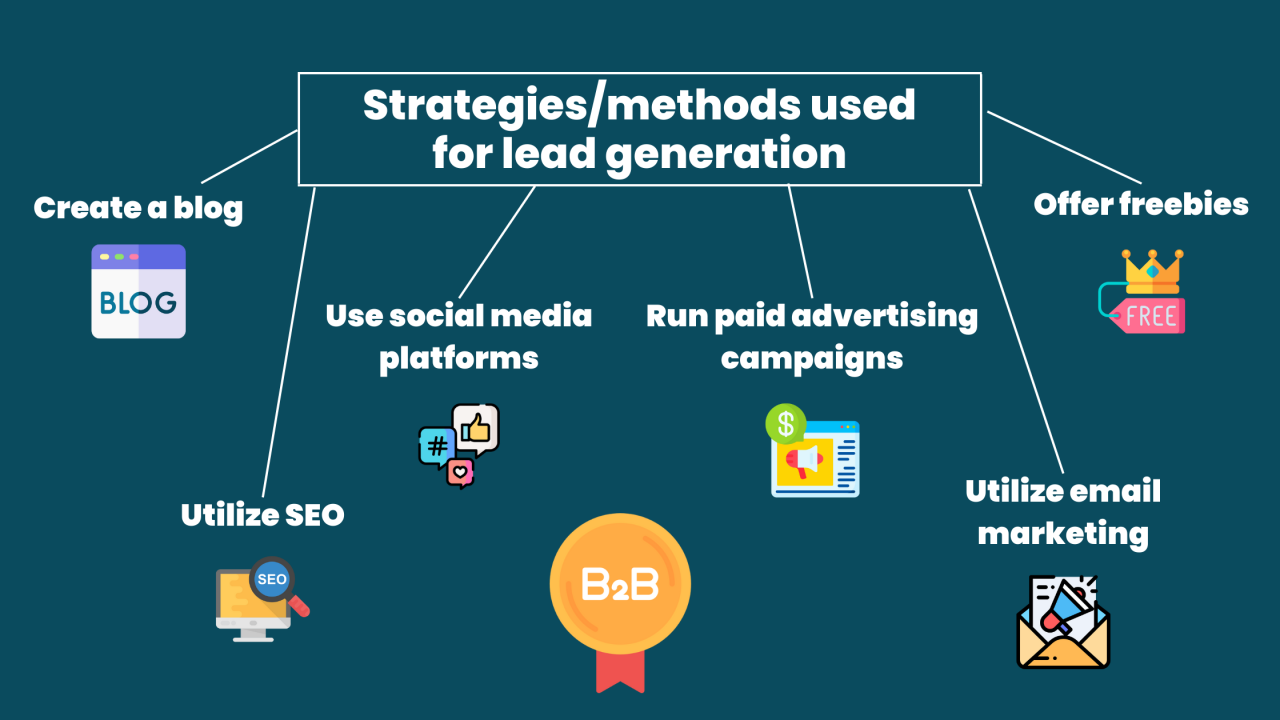 Strategies/methods used
for lead generation
Create a blog
BLOG
Offer freebies
FREE
Use social media
platforms
#
Run paid advertising
campaigns
$
Utilize SEO
SEO
Utilize email
marketing
B2B